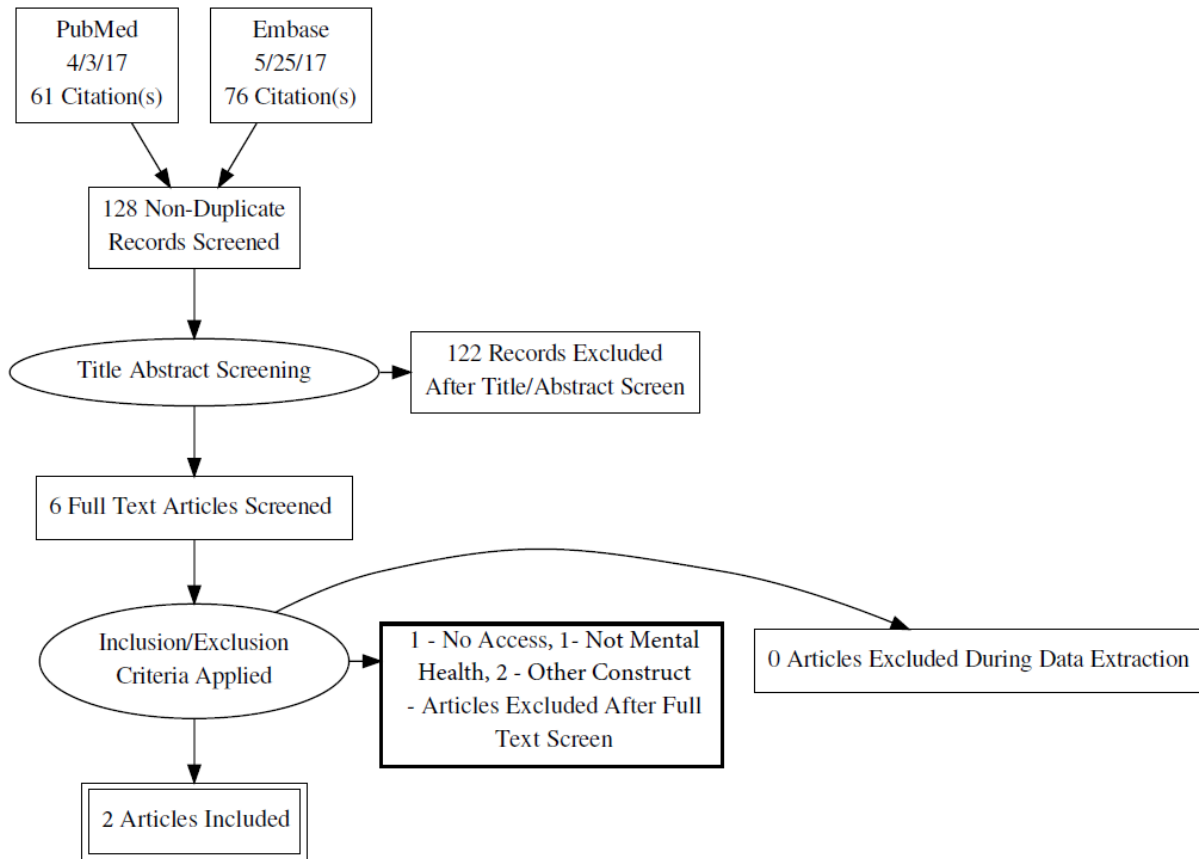 PubMed
4/3/17
61 Citation(s)
Embase
5/25/17
76 Citation(s)
128 Non-Duplicate
Records Screened
Title Abstract Screening
122 Records Excluded
After Title/Abstract Screen
6 Full Text Articles Screened
Inclusion/Exclusion
Criteria Applied
1 - No Access, 1- Not Mental
Health, 2 - Other Construct
- Articles Excluded After Full
Text Screen
0 Articles Excluded During Data Extraction
2 Articles Included